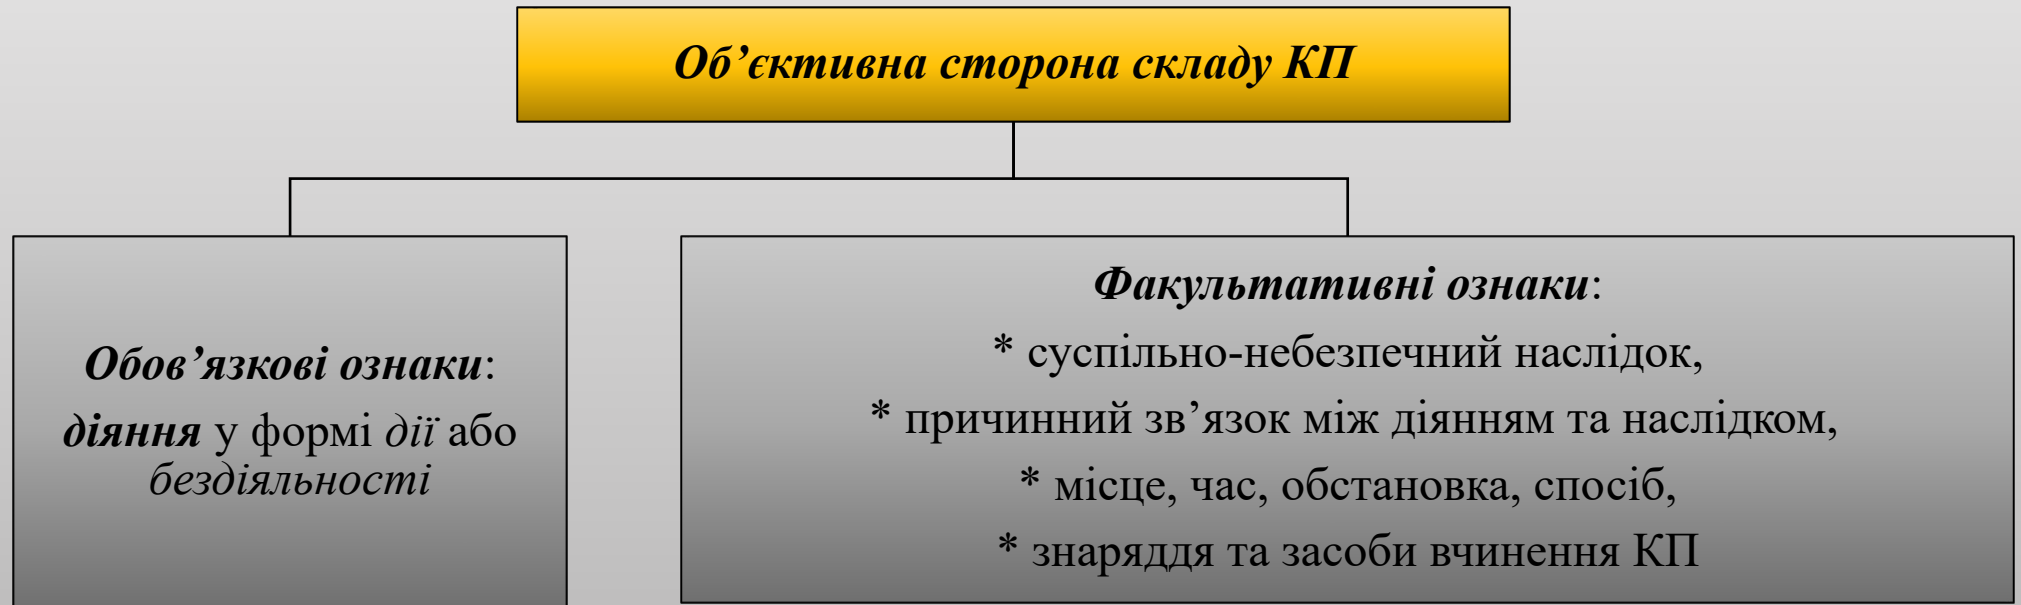 Об’єктивна сторона складу КП
Обов’язкові ознаки:
діяння у формі дії або
бездіяльності
Факультативні ознаки:
* суспільно-небезпечний наслідок,
* причинний зв’язок між діянням та наслідком,
* місце, час, обстановка, спосіб,
* знаряддя та засоби вчинення КП